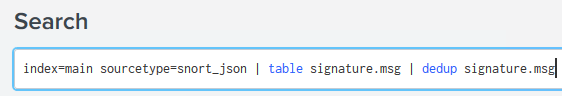 Search
index=main sourcetype=snort_json | table signature.msg | dedup signature.msg